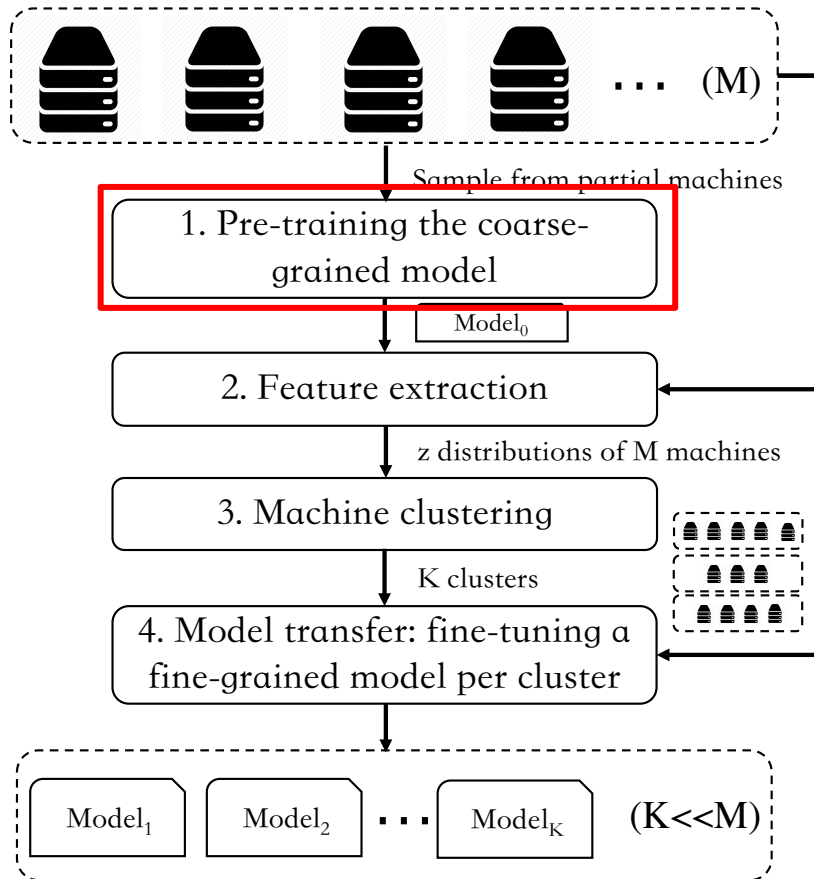 ... (M)
Sample from partial machines
1. Pre-training the coarse-
grained model
Model₀
2. Feature extraction
z distributions of M machines
3. Machine clustering
K clusters
4. Model transfer: fine-tuning a
fine-grained model per cluster
Model₁ Model₂ ... Model_K (K<<M)